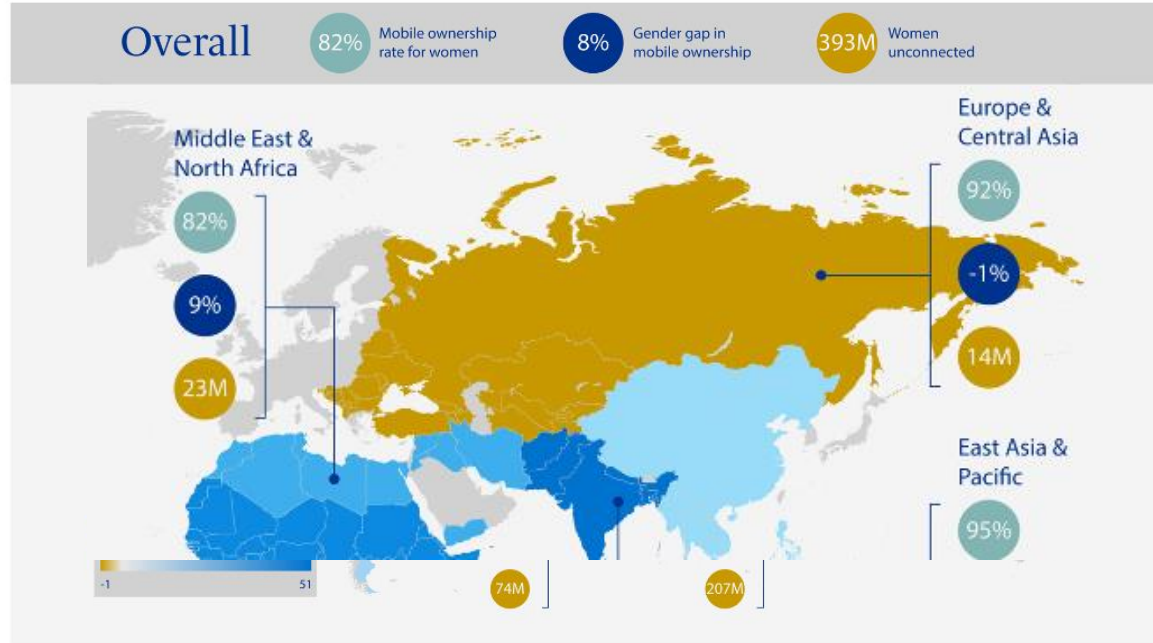 Overall
82%
Mobile ownership
rate for women
8%
Gender gap in
mobile ownership
393M
Women
unconnected
Middle East &
North Africa
82%
9%
23M
Europe &
Central Asia
92%
-1%
14M
East Asia &
Pacific
95%
-1
51
74M
207M